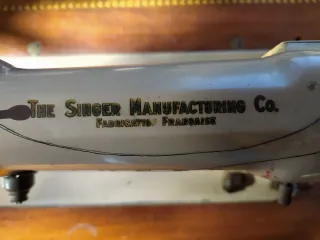 The Singer Manufacturing Co.
Fabrication Française